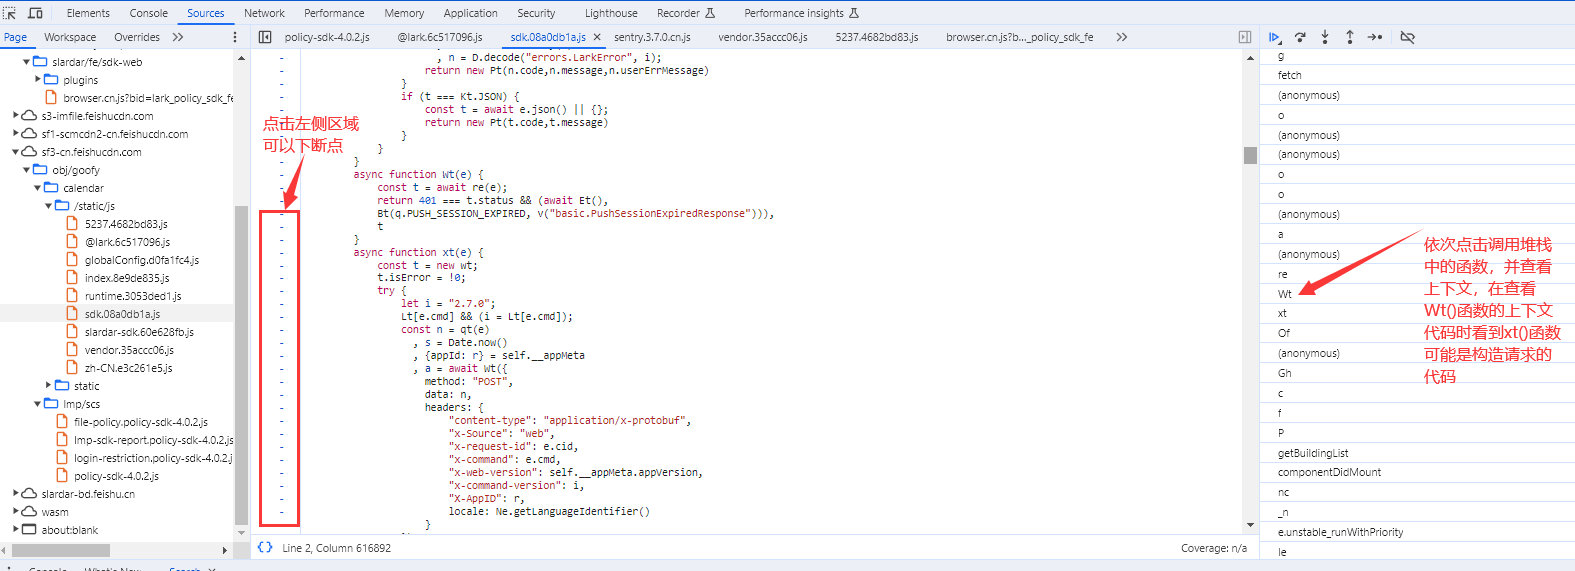 Elements Console Sources Network Performance Memory Application Security Lighthouse Recorder Performance insights
Page Workspace Overrides
policy-sdk-4.0.2.js @lark.6c517096.js sdk.08a0db1a.js sentry.3.7.0.cn.js vendor.35accc06.js 5237.4682bd83.js browser.cn.js?b..._policy_sdk_fe
slardar/fe/sdk-web
plugins
browser.cn.js?bid=lark_policy_sdk_fe
s3-imfile.feishucdn.com
sf1-scmcdn2-cn.feishucdn.com
sf3-cn.feishucdn.com
obj/goofy
calendar
/static/js
5237.4682bd83.js
@lark.6c517096.js
globalConfig.d0fa1fc4.js
index.8e9de835.js
runtime.3053ded1.js
sdk.08a0db1a.js
slardar-sdk.60e628fb.js
vendor.35accc06.js
zh-CN.e3c261e5.js
static
lmp/scs
file-policy.policy-sdk-4.0.2.js
lmp-sdk-report.policy-sdk-4.0.2.js
login-restriction.policy-sdk-4.0.2.j
policy-sdk-4.0.2.js
slardar-bd.feishu.cn
wasm
about:blank
, n = D.decode("errors.LarkError", i);
return new Pt(n.code,n.message,n.userErrMessage)
}
if (t === Kt.JSON) {
const t = await e.json() || {};
return new Pt(t.code,t.message)
}
}
}
async function Wt(e) {
const t = await re(e);
return 401 === t.status && (await Et(),
Bt(q.PUSH_SESSION_EXPIRED, v("basic.PushSessionExpiredResponse"))),
t
}
async function xt(e) {
const t = new wt;
t.isError = !0;
try {
let i = "2.7.0";
Lt[e.cmd] && (i = Lt[e.cmd]);
const n = qt(e)
, s = Date.now()
, {appId: r} = self.__appMeta
, a = await Wt({
method: "POST",
data: n,
headers: {
"content-type": "application/x-protobuf",
"x-Source": "web",
"x-request-id": e.cid,
"x-command": e.cmd,
"x-web-version": self.__appMeta.appVersion,
"x-command-version": i,
"X-AppID": r,
locale: Ne.getLanguageIdentifier()
}
点击左侧区域
可以下断点
Line 2, Column 616892
Coverage: n/a
g
fetch
(anonymous)
o
(anonymous)
(anonymous)
o
o
a
(anonymous)
re
Wt
xt
Of
(anonymous)
Gh
c
f
P
getBuildingList
componentDidMount
nc
_n
e.unstable_runWithPriority
le
依次点击调用堆栈
中的函数，并查看
上下文，在查看
Wt()函数的上下文
代码时看到xt()函数
可能是构造请求的
代码
Console What's New Search